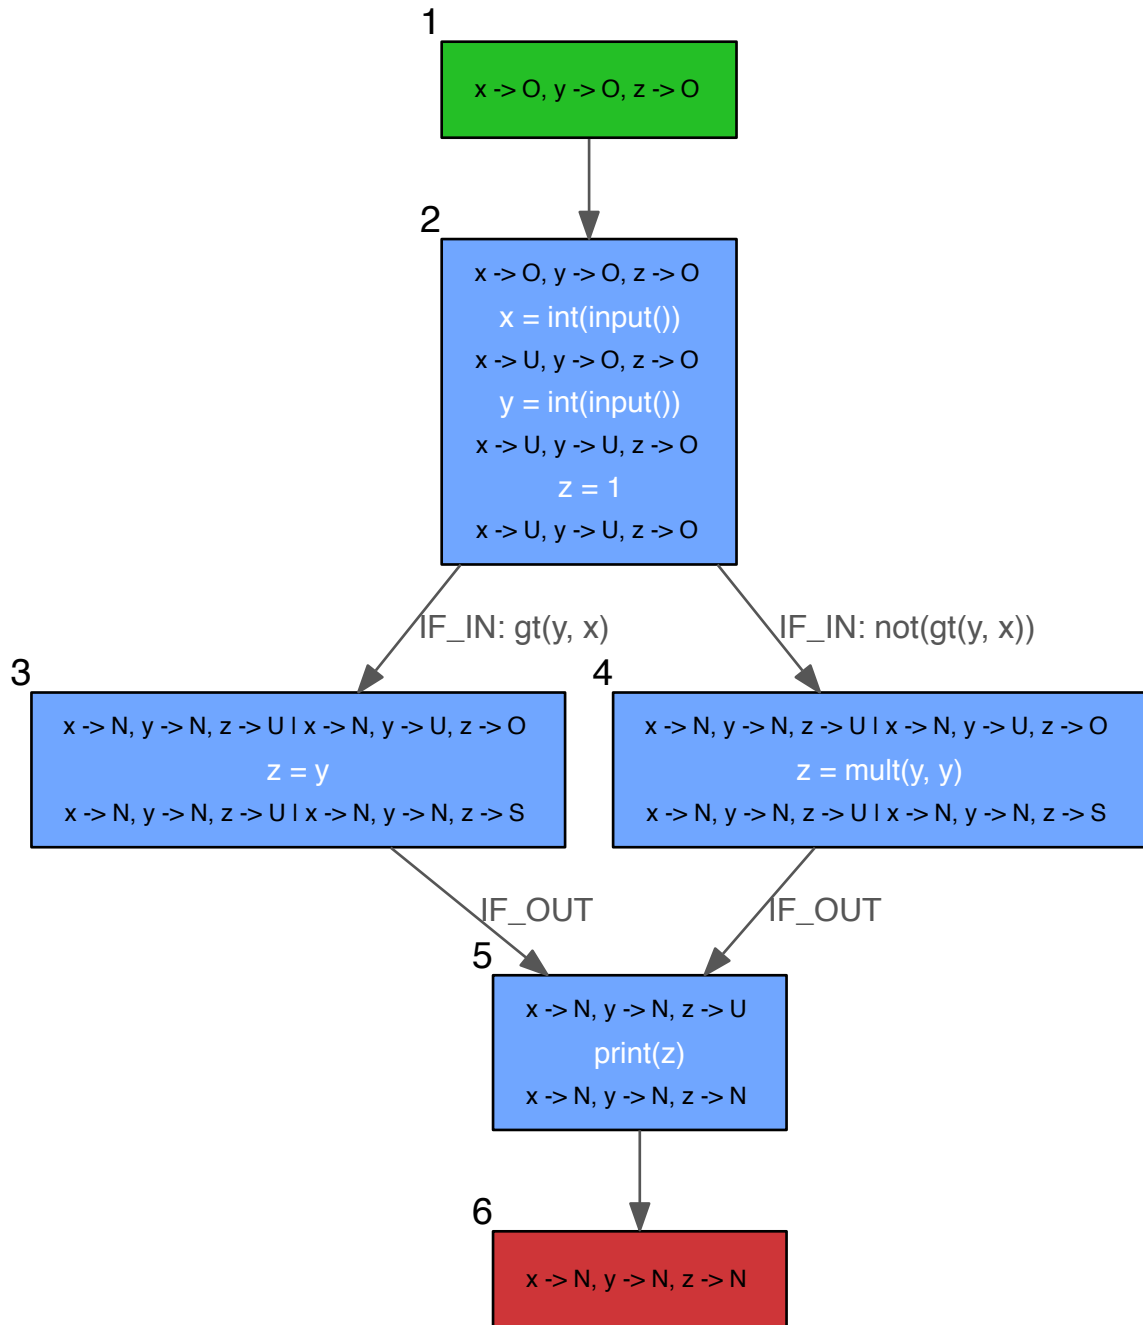 1
x -> O, y -> O, z -> O
2
x -> O, y -> O, z -> O
x = int(input())
x -> U, y -> O, z -> O
y = int(input())
x -> U, y -> U, z -> O
z = 1
x -> U, y -> U, z -> O
IF_IN: gt(y, x)
IF_IN: not(gt(y, x))
3
x -> N, y -> N, z -> U | x -> N, y -> U, z -> O
z = y
x -> N, y -> N, z -> U | x -> N, y -> N, z -> S
4
x -> N, y -> N, z -> U | x -> N, y -> U, z -> O
z = mult(y, y)
x -> N, y -> N, z -> U | x -> N, y -> N, z -> S
IF_OUT
IF_OUT
5
x -> N, y -> N, z -> U
print(z)
x -> N, y -> N, z -> N
6
x -> N, y -> N, z -> N